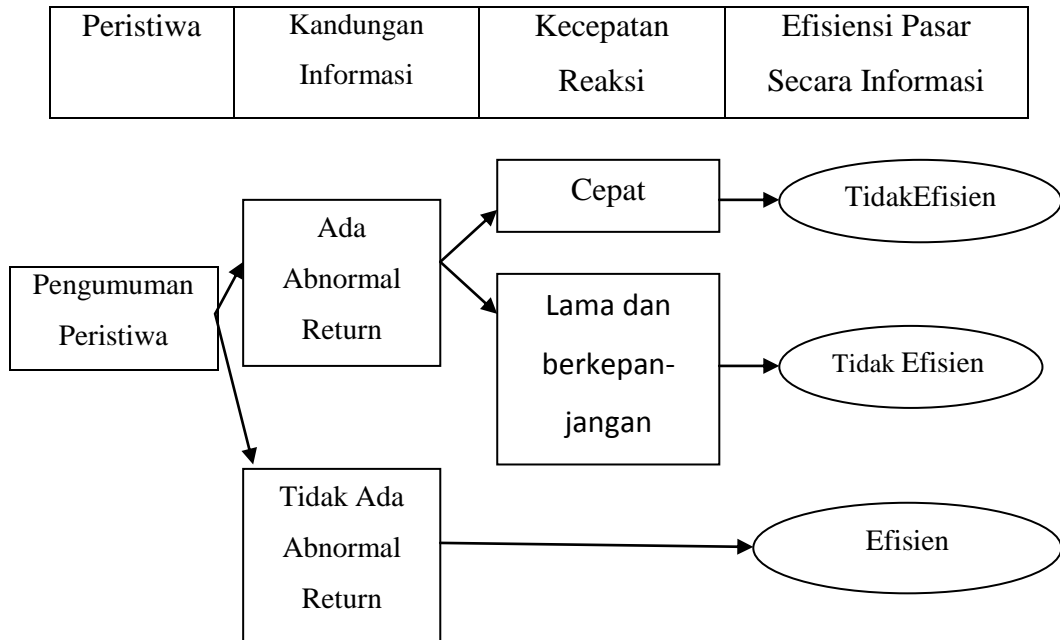 Peristiwa
Kandungan
Informasi
Kecepatan
Reaksi
Efisiensi Pasar
Secara Informasi
Pengumuman
Peristiwa
Ada
Abnormal
Return
Cepat
TidakEfisien
Lama dan
berkepan-
jangan
Tidak Efisien
Tidak Ada
Abnormal
Return
Efisien